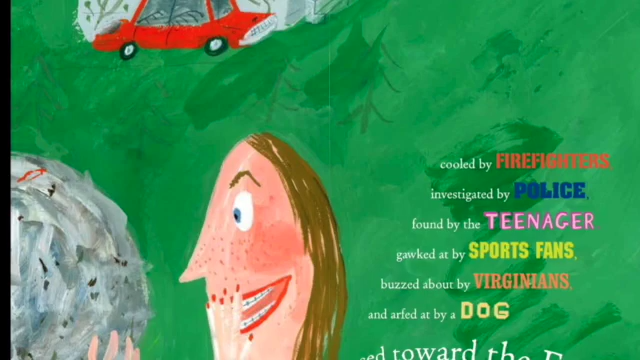 cooled by FIREFIGHTERS,
investigated by POLICE,
found by the TEENAGER
gawked at by SPORTS FANS,
buzzed about by VIRGINIANS,
and arfed at by a DOG
toward the